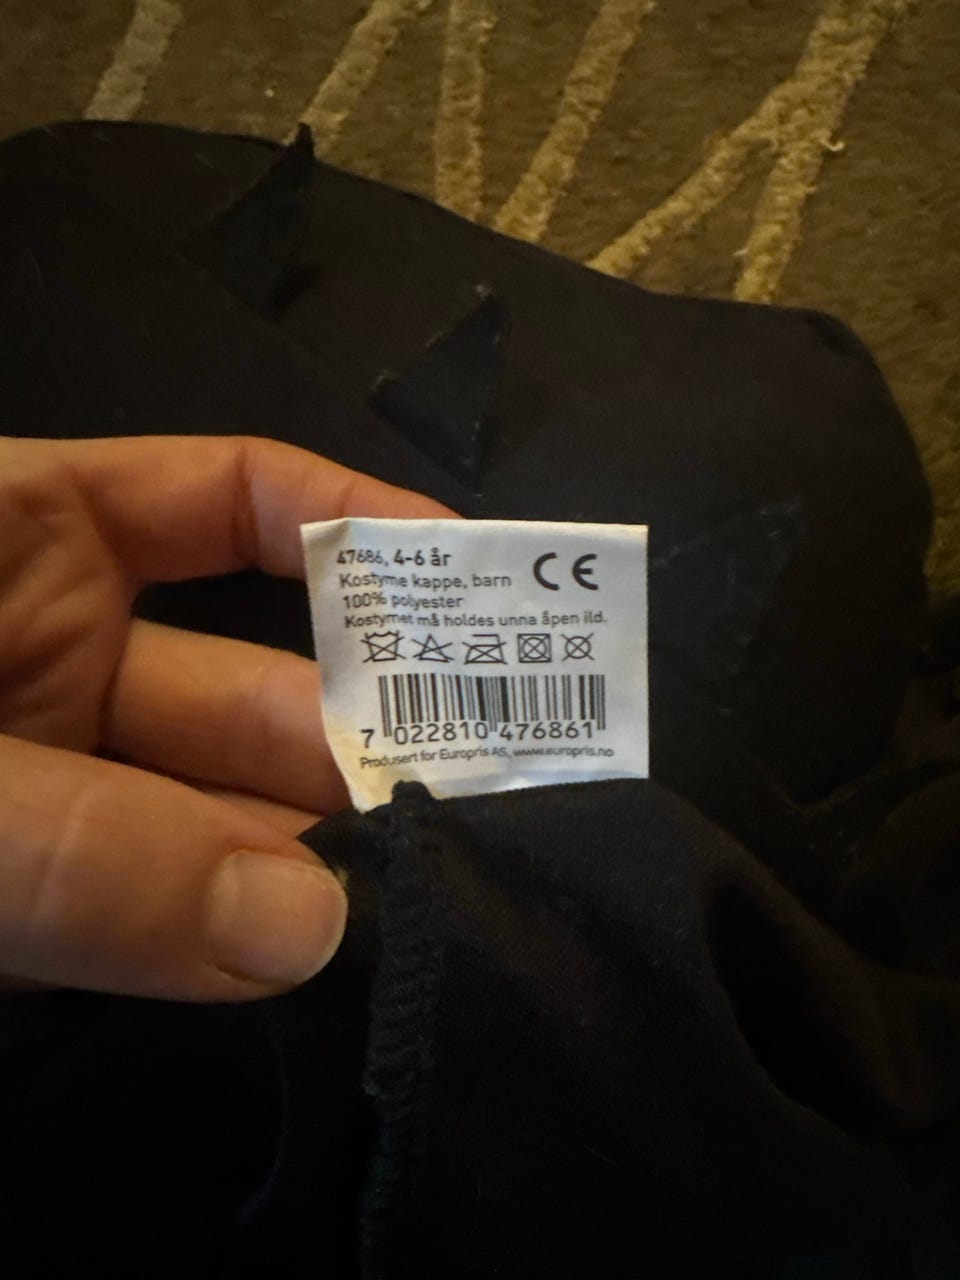 47686, 4-6 år
CE
Kostyme kappe, barn
100% polyester
Kostymet må holdes unna åpen ild.
7 022810 476861
Produsert for Europris AS, www.europris.no